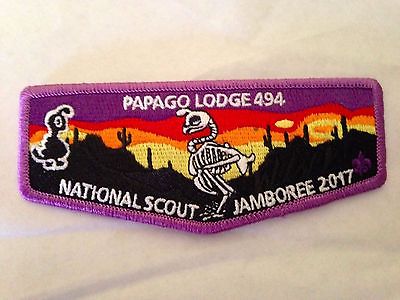 PAPAGO LODGE 494
NATIONAL SCOUT JAMBOREE 2017